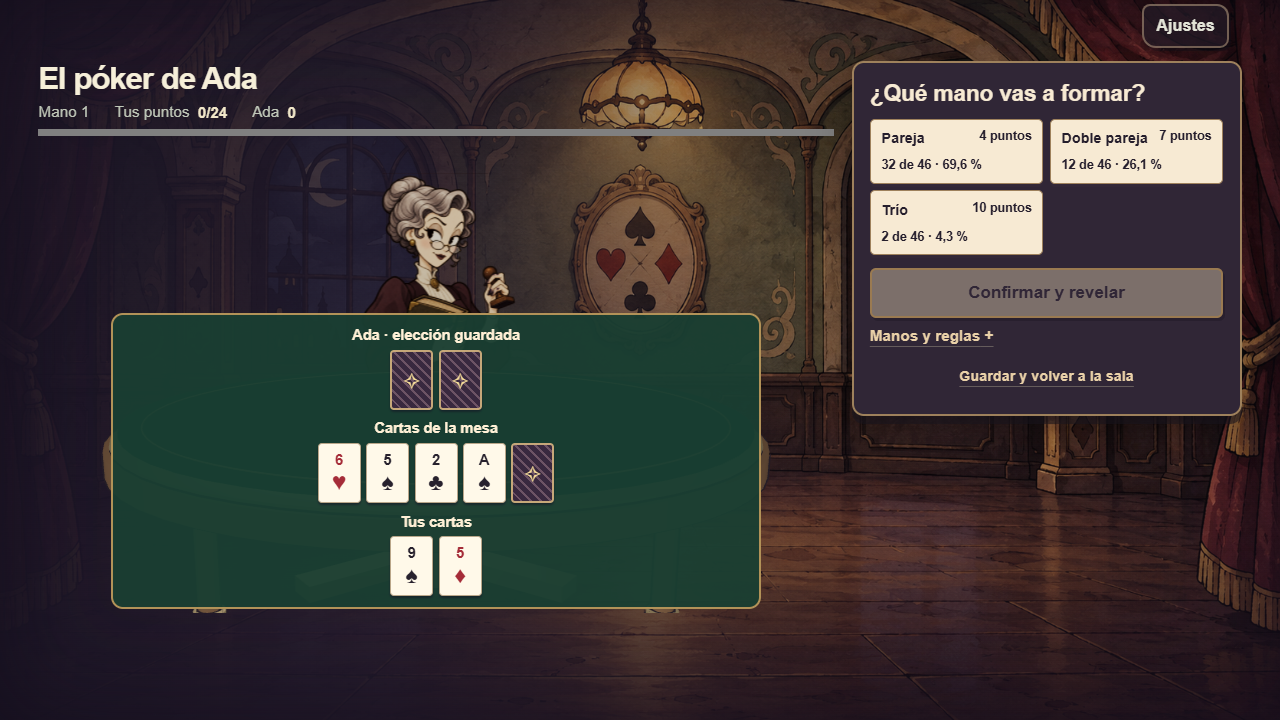 Ajustes
El póker de Ada
Mano 1 Tus puntos 0/24 Ada 0
¿Qué mano vas a formar?
Pareja 4 puntos
32 de 46 · 69,6 %
Doble pareja 7 puntos
12 de 46 · 26,1 %
Trío 10 puntos
2 de 46 · 4,3 %
Confirmar y revelar
Manos y reglas +
Guardar y volver a la sala
Ada · elección guardada
Cartas de la mesa
6 5 2 A
Tus cartas
9 5